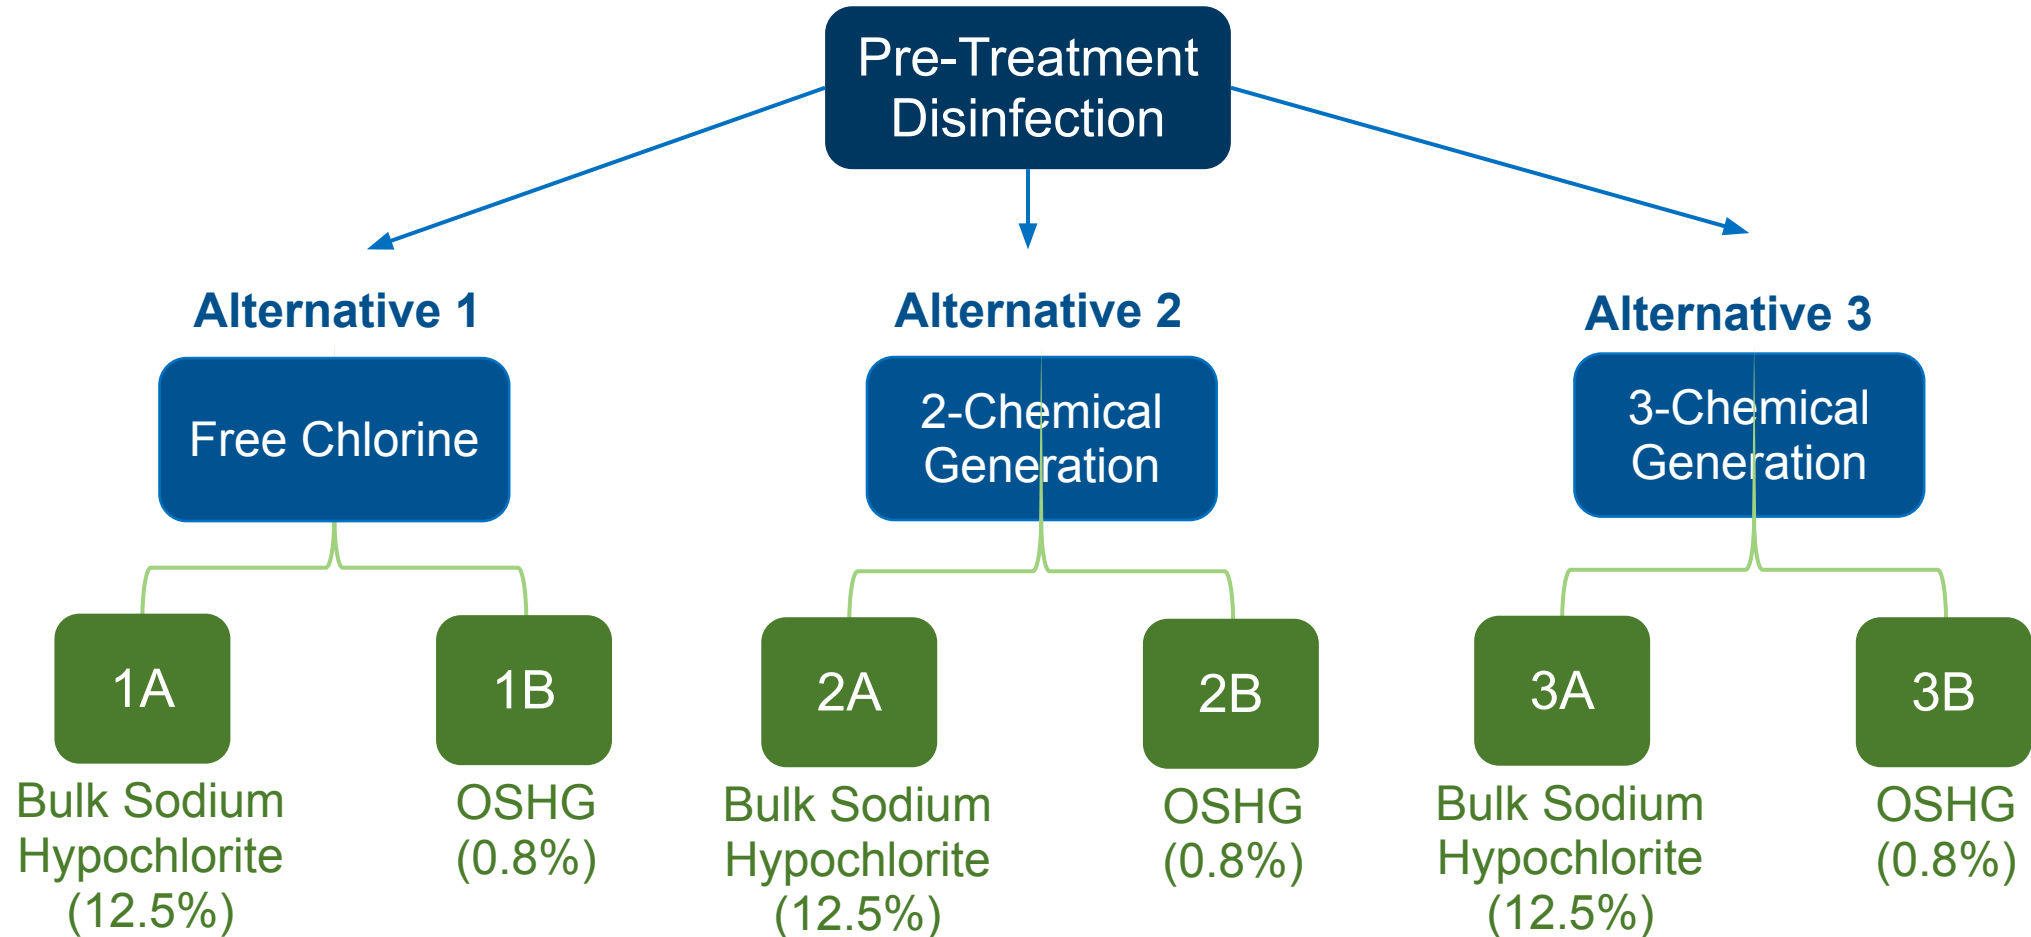 Pre-Treatment
Disinfection
Alternative 1
Free Chlorine
1A
Bulk Sodium
Hypochlorite
(12.5%)
1B
OSHG
(0.8%)
Alternative 2
2-Chemical
Generation
2A
Bulk Sodium
Hypochlorite
(12.5%)
2B
OSHG
(0.8%)
Alternative 3
3-Chemical
Generation
3A
Bulk Sodium
Hypochlorite
(12.5%)
3B
OSHG
(0.8%)